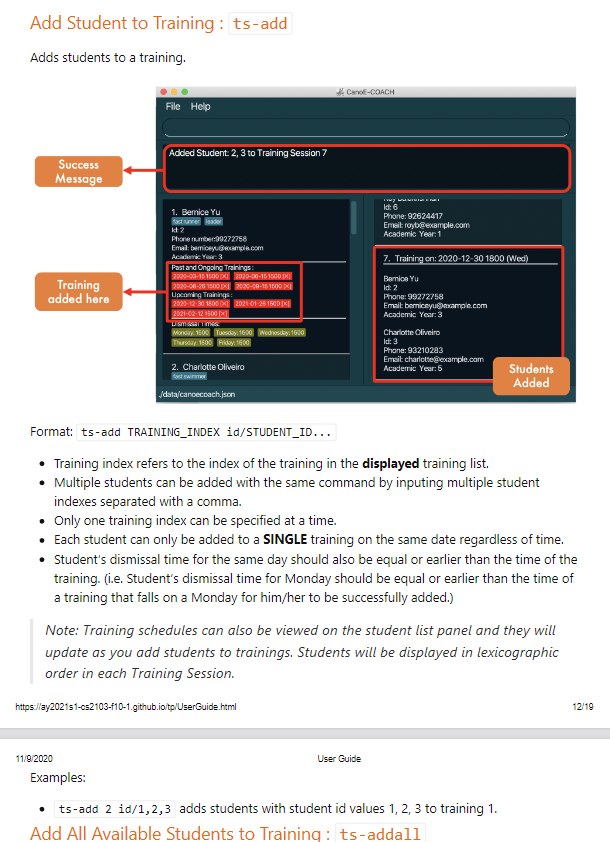 Add Student to Training : ts-add
Adds students to a training.
CanoE-COACH
File Help
Added Student: 2, 3 to Training Session 7
Success
Message
1. Bernice Yu
fast runner leader
Id: 2
Phone number:99272758
Email: berniceyu@example.com
Academic Year: 3
Past and Ongoing Trainings :
2020-03-15 1500 [X] 2020-06-15 1500 [X]
2020-08-26 1500 [X] 2020-09-15 1500 [X]
Upcoming Trainings :
2020-12-30 1800 [X] 2021-01-26 1500 [X]
2021-02-12 1500 [X]
Dismissal Times:
Monday: 1500 Tuesday: 1500 Wednesday: 1500
Thursday: 1500 Friday: 1500
2. Charlotte Oliveiro
fast swimmer
Training
added here
Id: 6
Phone: 92624417
Email: royb@example.com
Academic Year: 1
7. Training on: 2020-12-30 1800 (Wed)
Bernice Yu
Id: 2
Phone: 99272758
Email: berniceyu@example.com
Academic Year: 3
Charlotte Oliveiro
Id: 3
Phone: 93210283
Email: charlotte@example.com
Academic Year: 5
Students
Added
./data/canoecoach.json
Format: ts-add TRAINING_INDEX id/STUDENT_ID...
• Training index refers to the index of the training in the displayed training list.
• Multiple students can be added with the same command by inputing multiple student
indexes separated with a comma.
• Only one training index can be specified at a time.
• Each student can only be added to a SINGLE training on the same date regardless of time.
• Student's dismissal time for the same day should also be equal or earlier than the time of the
training. (i.e. Student's dismissal time for Monday should be equal or earlier than the time of
a training that falls on a Monday for him/her to be successfully added.)
Note: Training schedules can also be viewed on the student list panel and they will
update as you add students to trainings. Students will be displayed in lexicographic
order in each Training Session.
https://ay2021s1-cs2103-f10-1.github.io/tp/UserGuide.html 12/19
11/9/2020 User Guide
Examples:
• ts-add 2 id/1,2,3 adds students with student id values 1, 2, 3 to training 1.
Add All Available Students to Training : ts-addall